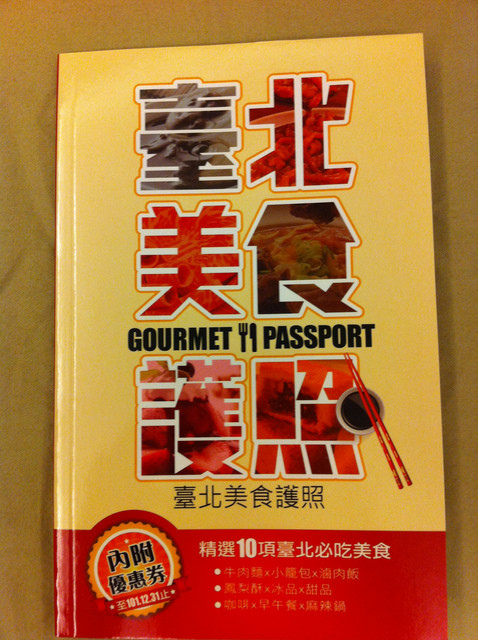 臺北
美食
GOURMET PASSPORT
護照
臺北美食護照
內附
優惠券
至101.12.31止
精選10項臺北必吃美食
●牛肉麵x小籠包x滷肉飯
●鳳梨酥x冰品x甜品
●咖啡x早午餐x麻辣鍋